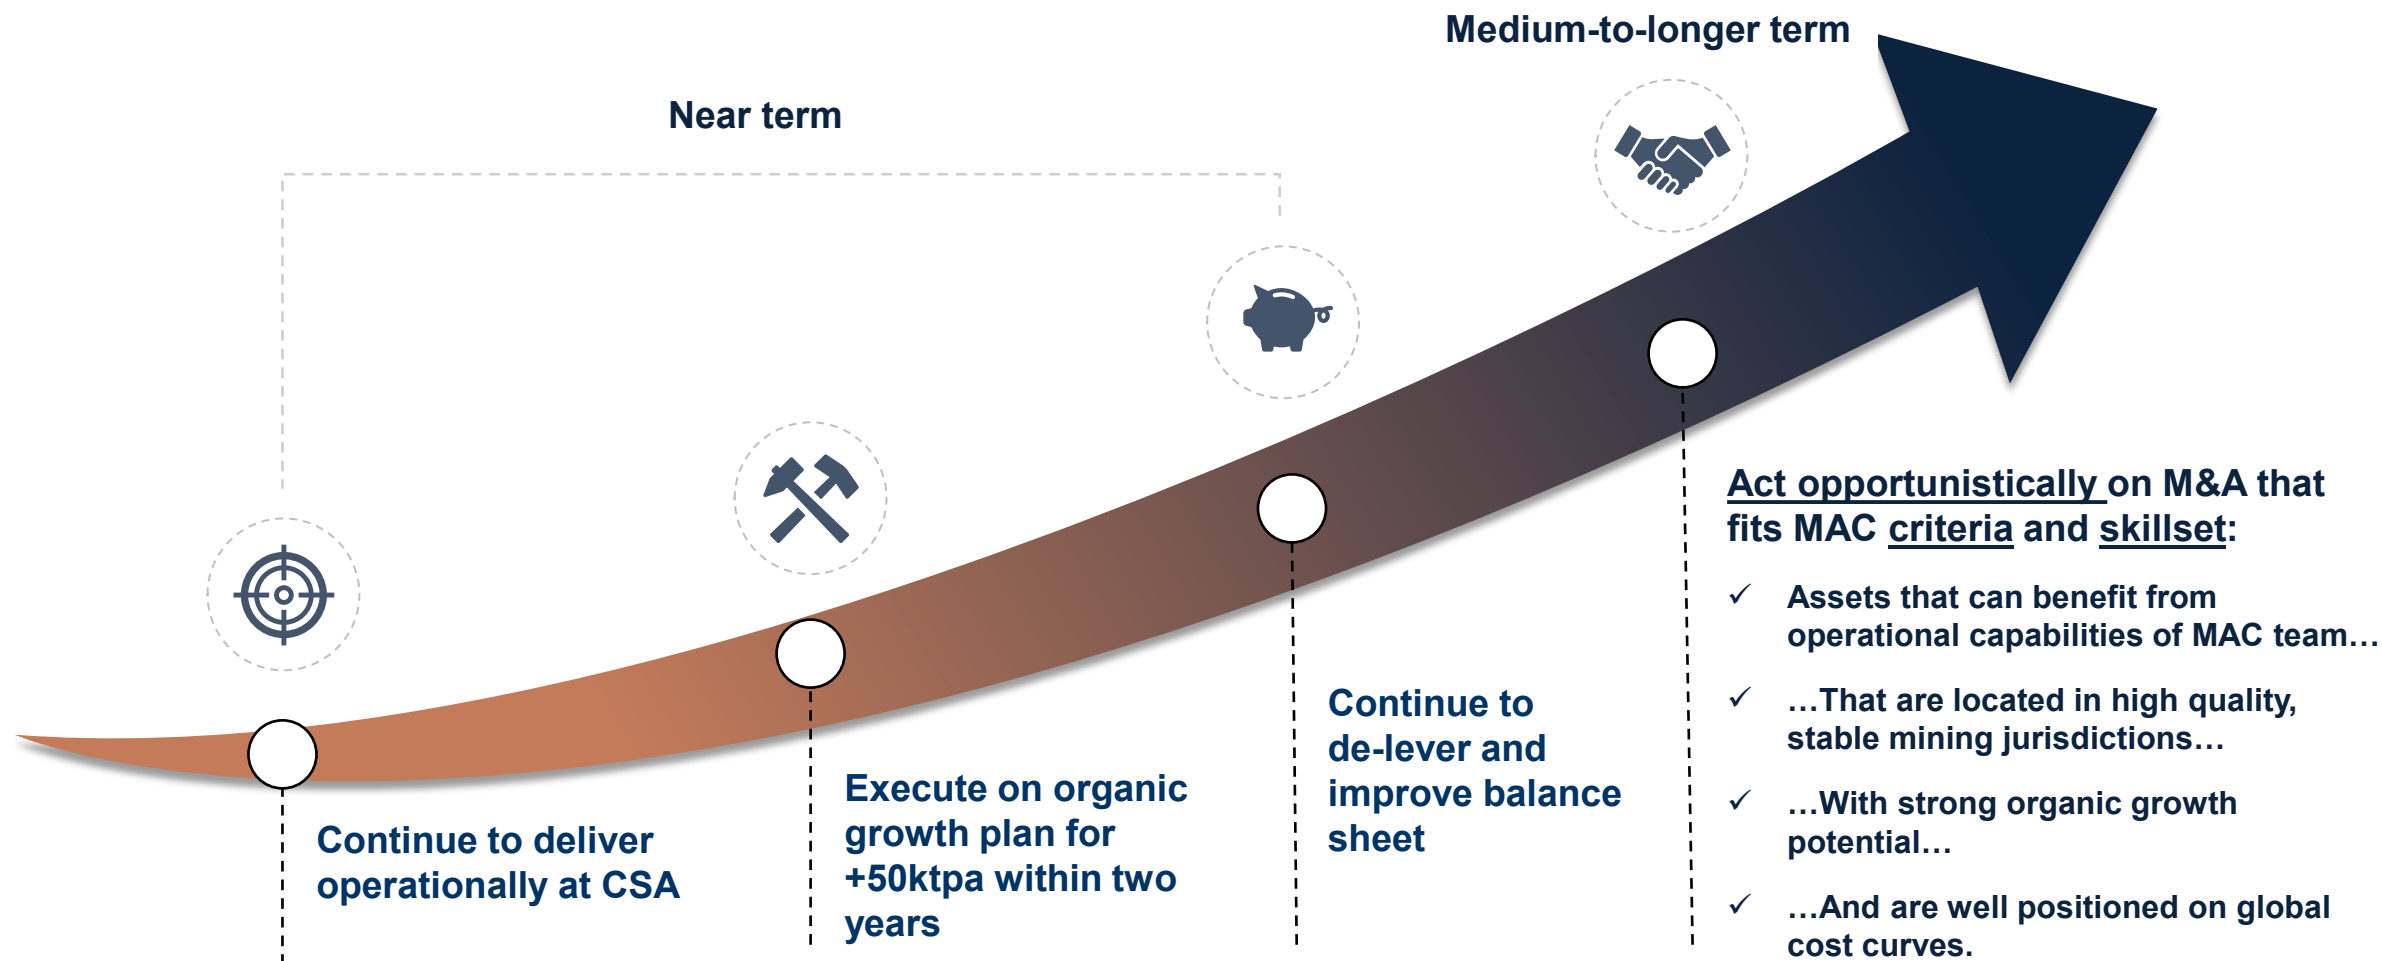 Medium-to-longer term
Near term
Continue to deliver
operationally at CSA
Execute on organic
growth plan for
+50ktpa within two
years
Continue to
de-lever and
improve balance
sheet
Act opportunistically on M&A that
fits MAC criteria and skillset:
✓ Assets that can benefit from
operational capabilities of MAC team…
✓ …That are located in high quality,
stable mining jurisdictions…
✓ …With strong organic growth
potential…
✓ …And are well positioned on global
cost curves.